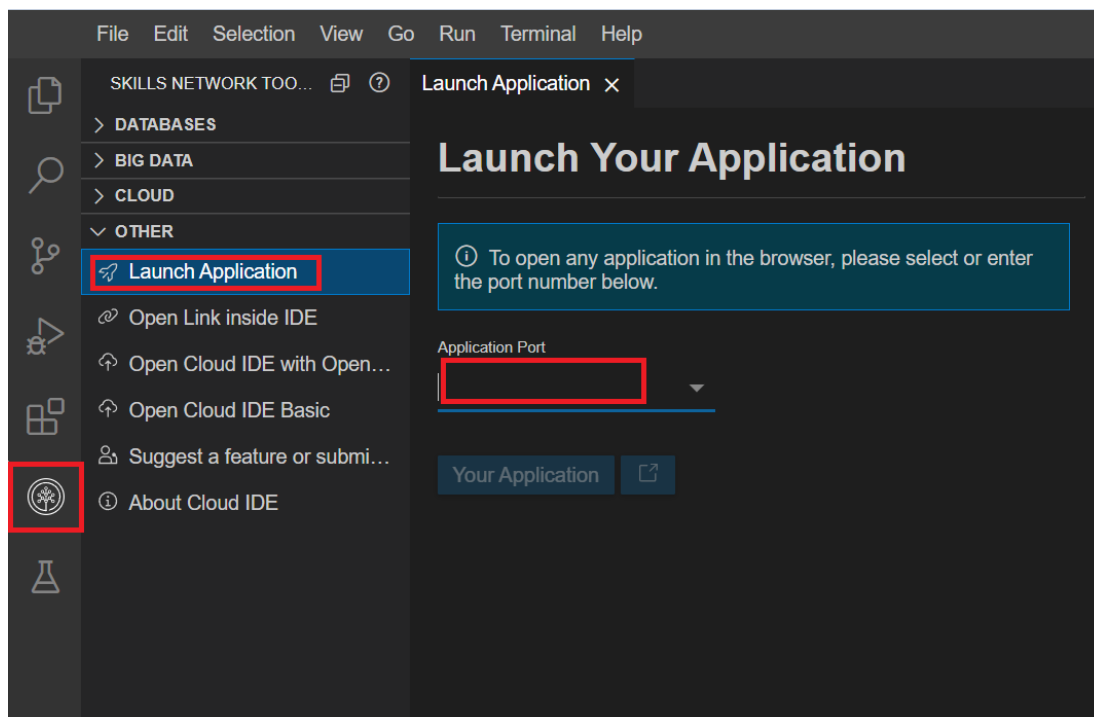 File Edit Selection View Go Run Terminal Help
SKILLS NETWORK TOO...
Launch Application
DATABASES
BIG DATA
CLOUD
OTHER
Launch Application
Open Link inside IDE
Open Cloud IDE with Open...
Open Cloud IDE Basic
Suggest a feature or submi...
About Cloud IDE
Launch Your Application
To open any application in the browser, please select or enter
the port number below.
Application Port
Your Application